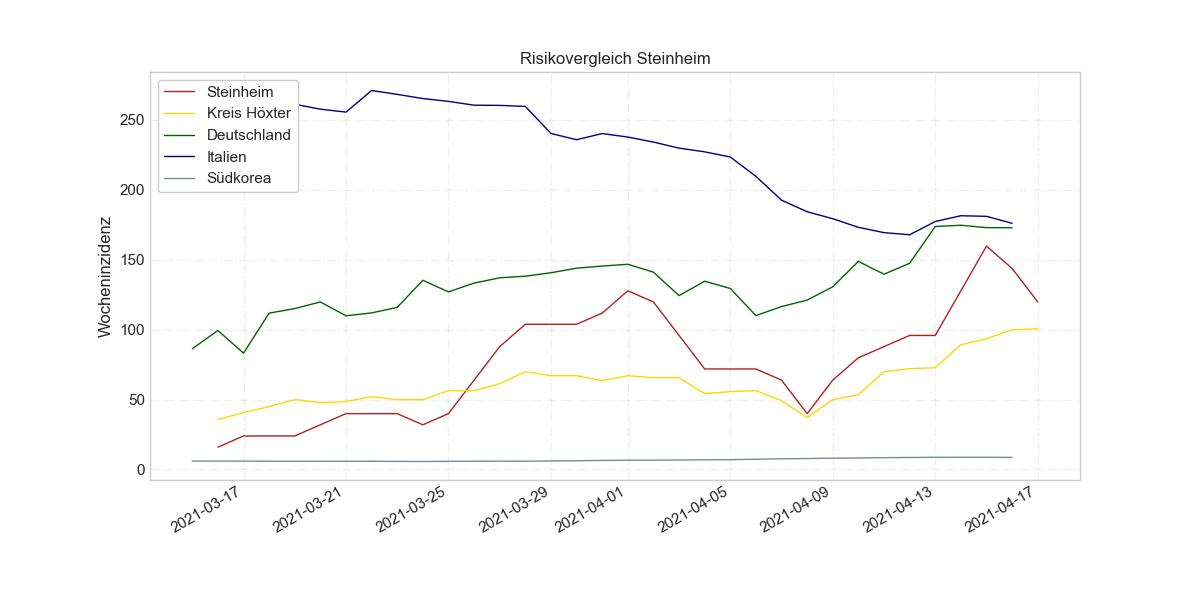 Risikovergleich Steinheim
Steinheim
Kreis Höxter
Deutschland
Italien
Südkorea
Wocheninzidenz
250
200
150
100
50
0
2021-03-17
2021-03-21
2021-03-25
2021-03-29
2021-04-01
2021-04-05
2021-04-09
2021-04-13
2021-04-17